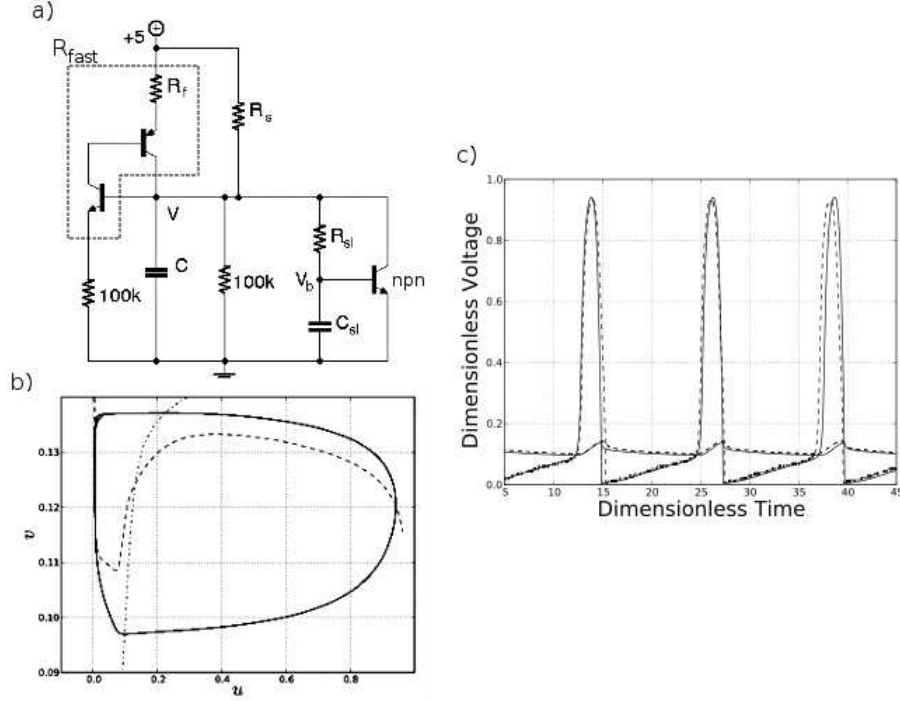 a)
+5
R_fast
R_f
R_s
V
R_sl
V_b
npn
C
100k
100k
C_sl
b)
0.13
0.12
0.11
0.10
0.09
v
0.0 0.2 0.4 0.6 0.8
u
c)
1.0
0.8
0.6
0.4
0.2
0.0
Dimensionless Voltage
5 10 15 20 25 30 35 40 45
Dimensionless Time